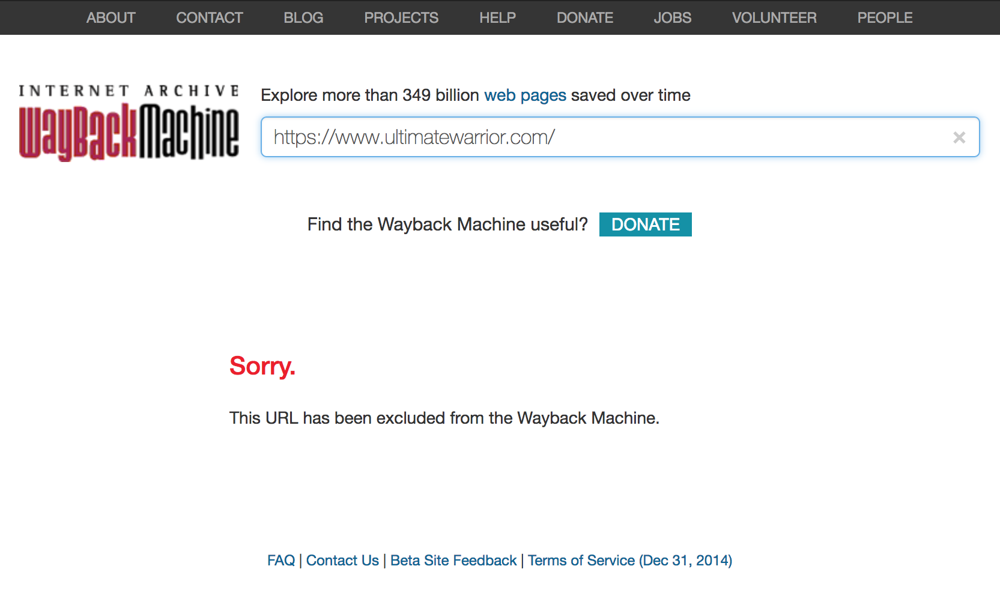 ABOUT CONTACT BLOG PROJECTS HELP DONATE JOBS VOLUNTEER PEOPLE
INTERNET ARCHIVE
WayBackMachine
Explore more than 349 billion web pages saved over time
https://www.ultimatewarrior.com/ ×
Find the Wayback Machine useful? DONATE
Sorry.
This URL has been excluded from the Wayback Machine.
FAQ | Contact Us | Beta Site Feedback | Terms of Service (Dec 31, 2014)